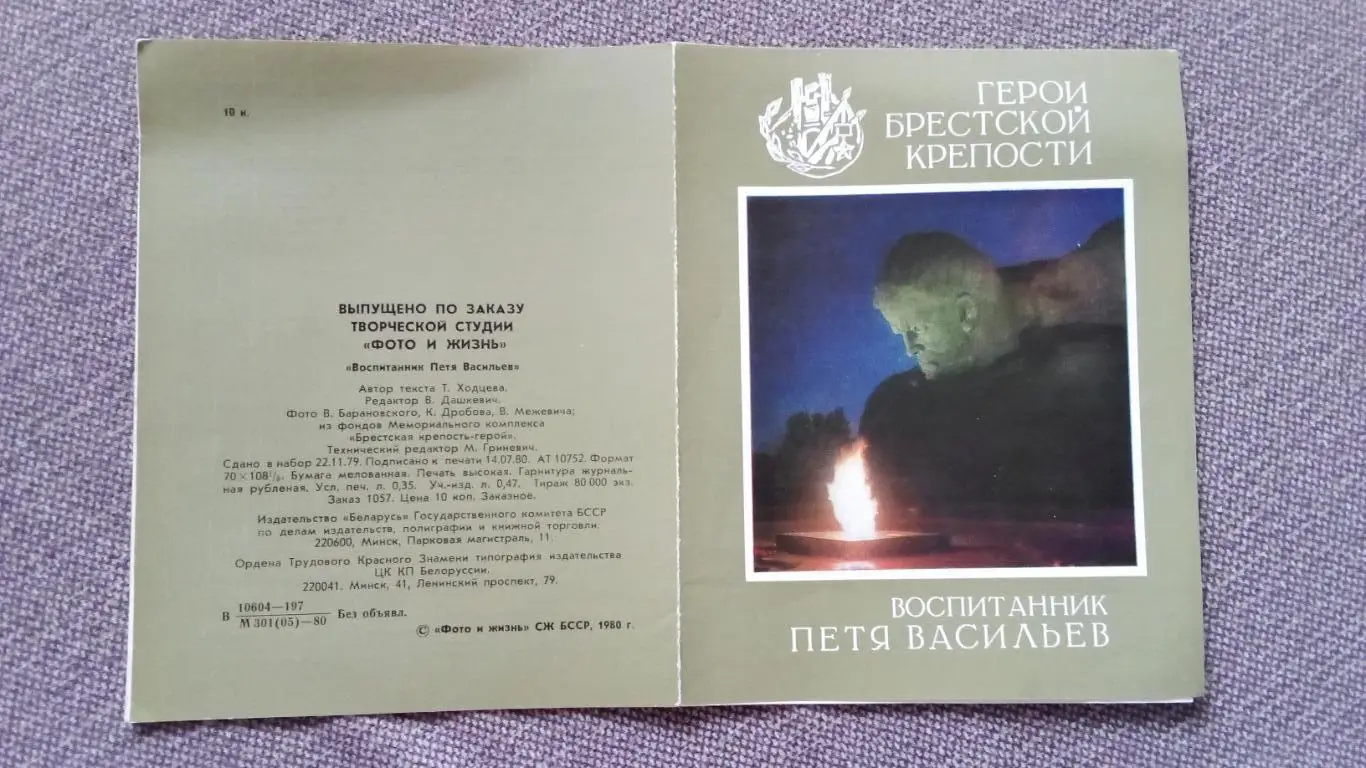 10 к.
ВЫПУЩЕНО ПО ЗАКАЗУ
ТВОРЧЕСКОЙ СТУДИИ
«ФОТО И ЖИЗНЬ»
«Воспитанник Петя Васильев»
Автор текста Т. Ходцева.
Редактор В. Дашкевич.
Фото В. Барановского, К. Дробова, В. Межевича;
из фондов Мемориального комплекса
«Брестская крепость-герой».
Технический редактор М. Гриневич.
Сдано в набор 22.11.79. Подписано к печати 14.07.80. АТ 10752. Формат
70×108¹/₈. Бумага мелованная. Печать высокая. Гарнитура журналь-
ная рубленая. Усл. печ. л. 0,35. Уч.-изд. л. 0,47. Тираж 80 000 экз.
Заказ 1057. Цена 10 коп. Заказное.
Издательство «Беларусь» Государственного комитета БССР
по делам издательств, полиграфии и книжной торговли.
220600, Минск, Парковая магистраль, 11.
Ордена Трудового Красного Знамени типография издательства
ЦК КП Белоруссии.
220041. Минск, 41, Ленинский проспект, 79.
В 10604—197
М 301(05)—80 Без объявл.
© «Фото и жизнь» СЖ БССР, 1980 г.
ГЕРОИ
БРЕСТСКОЙ
КРЕПОСТИ
ВОСПИТАННИК
ПЕТЯ ВАСИЛЬЕВ